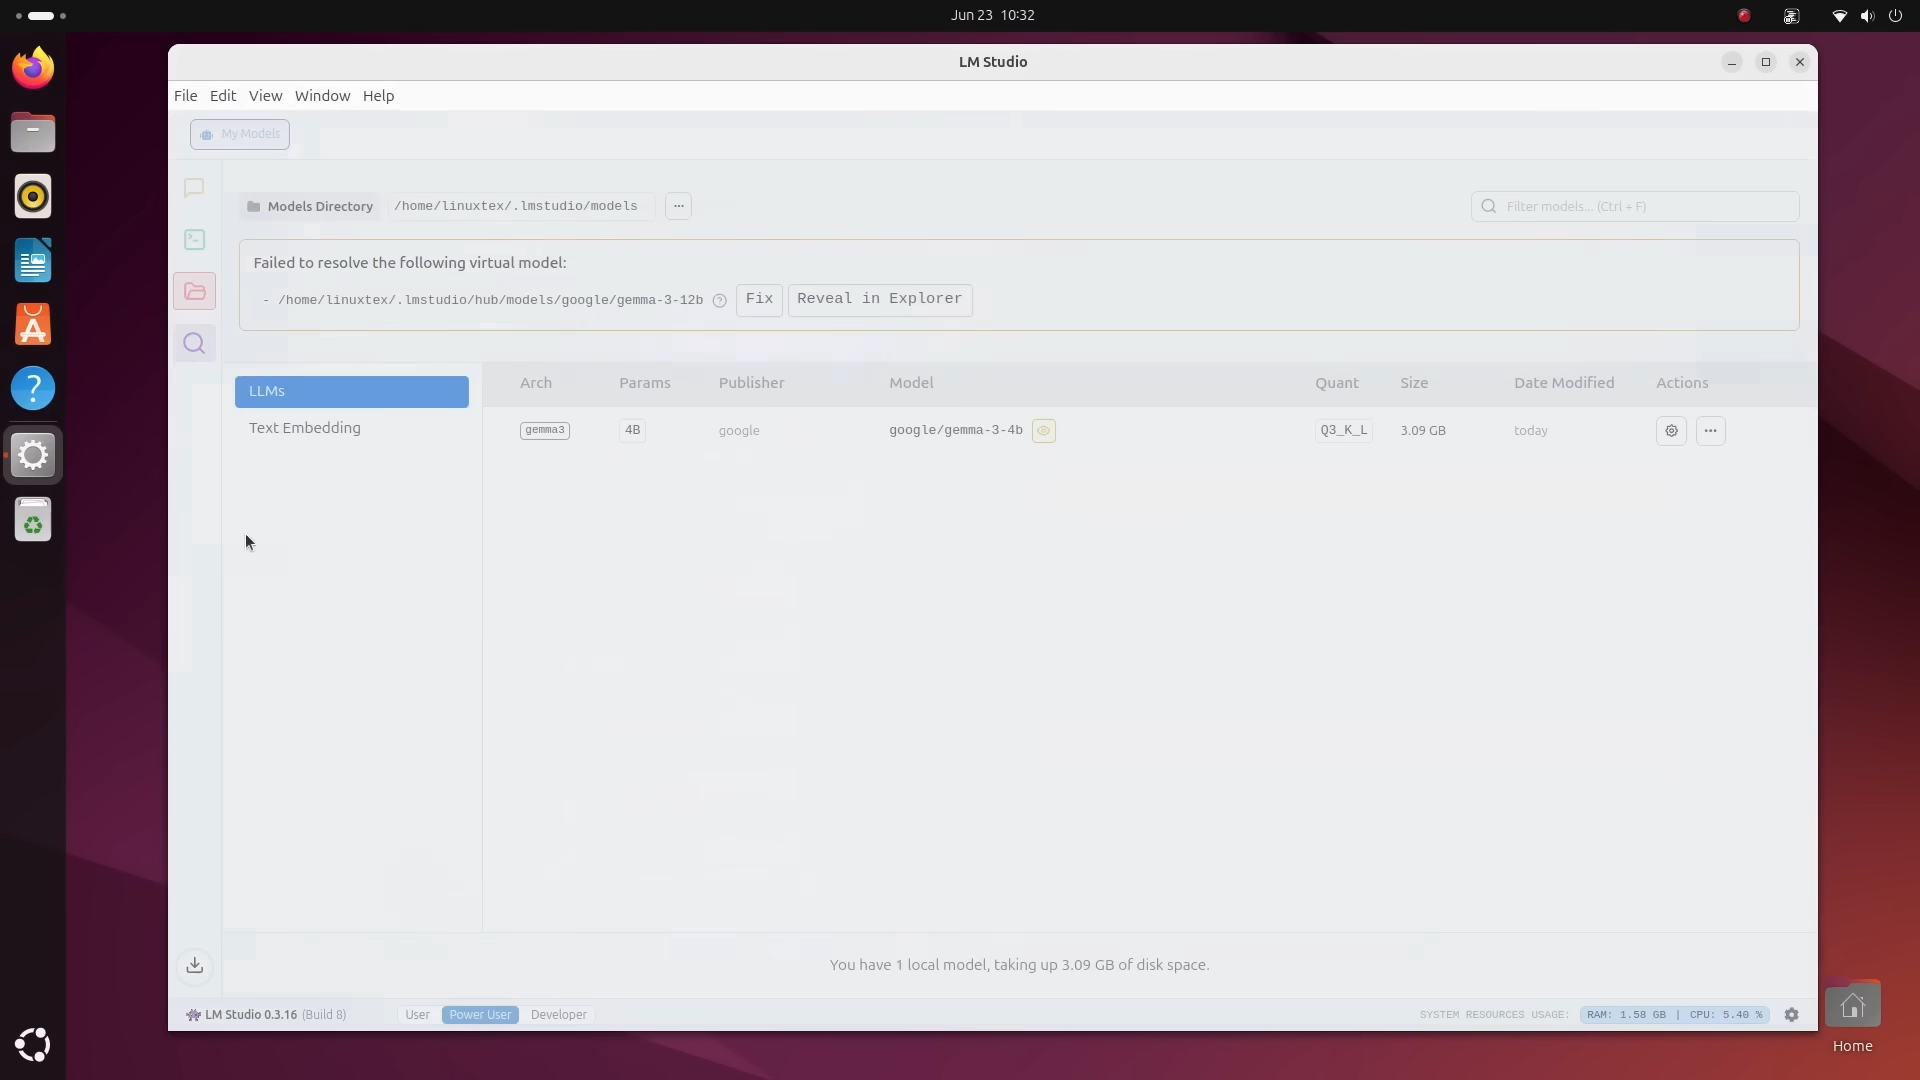 Jun 23 10:32
LM Studio
File Edit View Window Help
My Models
Models Directory /home/linuxtex/.lmstudio/models ...
Filter models... (Ctrl + F)
Failed to resolve the following virtual model:
- /home/linuxtex/.lmstudio/hub/models/google/gemma-3-12b ? Fix Reveal in Explorer
LLMs
Text Embedding
Arch Params Publisher Model Quant Size Date Modified Actions
gemma3 4B google google/gemma-3-4b Q3_K_L 3.09 GB today ...
You have 1 local model, taking up 3.09 GB of disk space.
LM Studio 0.3.16 (Build 8) User Power User Developer SYSTEM RESOURCES USAGE: RAM: 1.58 GB | CPU: 5.40 %
Home